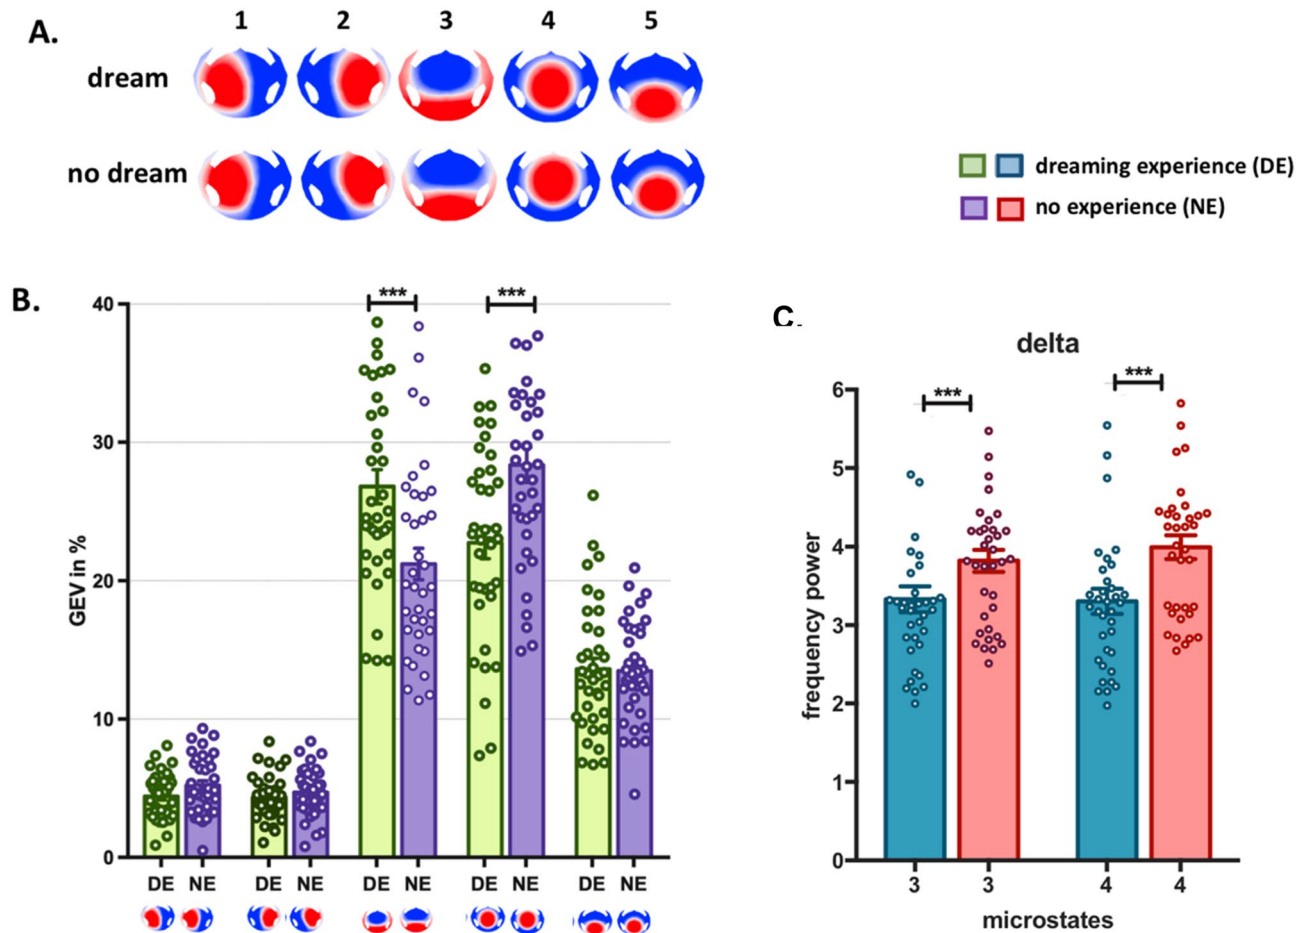 A.
1 2 3 4 5
dream
no dream
dreaming experience (DE)
no experience (NE)
B.
GEV in %
40
30
20
10
0
*** ***
DE NE DE NE DE NE DE NE DE NE
C.
delta
frequency power
6
5
4
3
2
1
0
*** ***
3 3 4 4
microstates